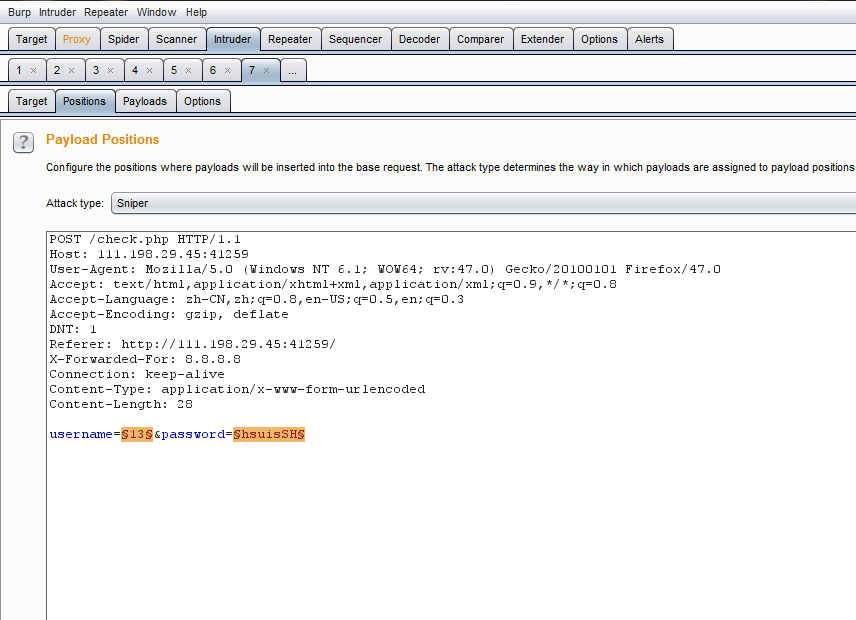 Burp Intruder Repeater Window Help
Target Proxy Spider Scanner Intruder Repeater Sequencer Decoder Comparer Extender Options Alerts
1 × 2 × 3 × 4 × 5 × 6 × 7 × ...
Target Positions Payloads Options
? Payload Positions
Configure the positions where payloads will be inserted into the base request. The attack type determines the way in which payloads are assigned to payload positions
Attack type: Sniper
POST /check.php HTTP/1.1
Host: 111.198.29.45:41259
User-Agent: Mozilla/5.0 (Windows NT 6.1; WOW64; rv:47.0) Gecko/20100101 Firefox/47.0
Accept: text/html,application/xhtml+xml,application/xml;q=0.9,*/*;q=0.8
Accept-Language: zh-CN,zh;q=0.8,en-US;q=0.5,en;q=0.3
Accept-Encoding: gzip, deflate
DNT: 1
Referer: http://111.198.29.45:41259/
X-Forwarded-For: 8.8.8.8
Connection: keep-alive
Content-Type: application/x-www-form-urlencoded
Content-Length: 28
username=§13§&password=§hsuisSH§